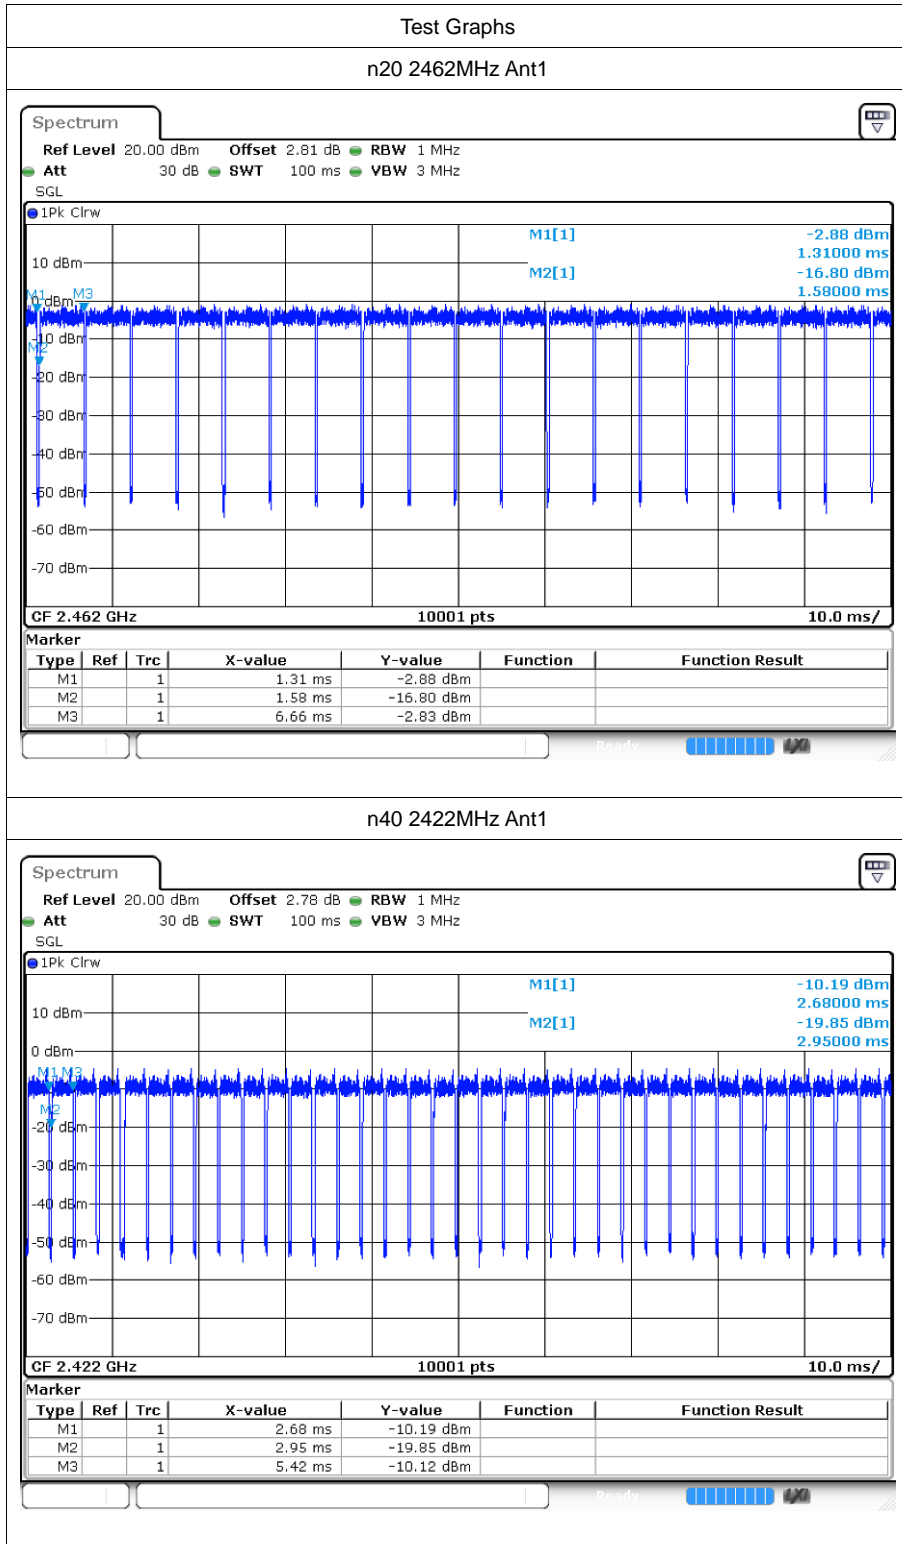 Test Graphs
n20 2462MHz Ant1
Spectrum
Ref Level 20.00 dBm Offset 2.81 dB RBW 1 MHz
Att 30 dB SWT 100 ms VBW 3 MHz
SGL
1Pk Clrw
M1[1] -2.88 dBm
1.31000 ms
10 dBm
M2[1] -16.80 dBm
1.58000 ms
M1 M3
0 dBm
-10 dBm
M2
-20 dBm
-30 dBm
-40 dBm
-50 dBm
-60 dBm
-70 dBm
CF 2.462 GHz 10001 pts 10.0 ms/
Marker
Type Ref Trc X-value Y-value Function Function Result
M1 1 1.31 ms -2.88 dBm
M2 1 1.58 ms -16.80 dBm
M3 1 6.66 ms -2.83 dBm
Ready
n40 2422MHz Ant1
Spectrum
Ref Level 20.00 dBm Offset 2.78 dB RBW 1 MHz
Att 30 dB SWT 100 ms VBW 3 MHz
SGL
1Pk Clrw
M1[1] -10.19 dBm
2.68000 ms
10 dBm
M2[1] -19.85 dBm
2.95000 ms
0 dBm
M1 M3
M2
-20 dBm
-30 dBm
-40 dBm
-50 dBm
-60 dBm
-70 dBm
CF 2.422 GHz 10001 pts 10.0 ms/
Marker
Type Ref Trc X-value Y-value Function Function Result
M1 1 2.68 ms -10.19 dBm
M2 1 2.95 ms -19.85 dBm
M3 1 5.42 ms -10.12 dBm
Ready